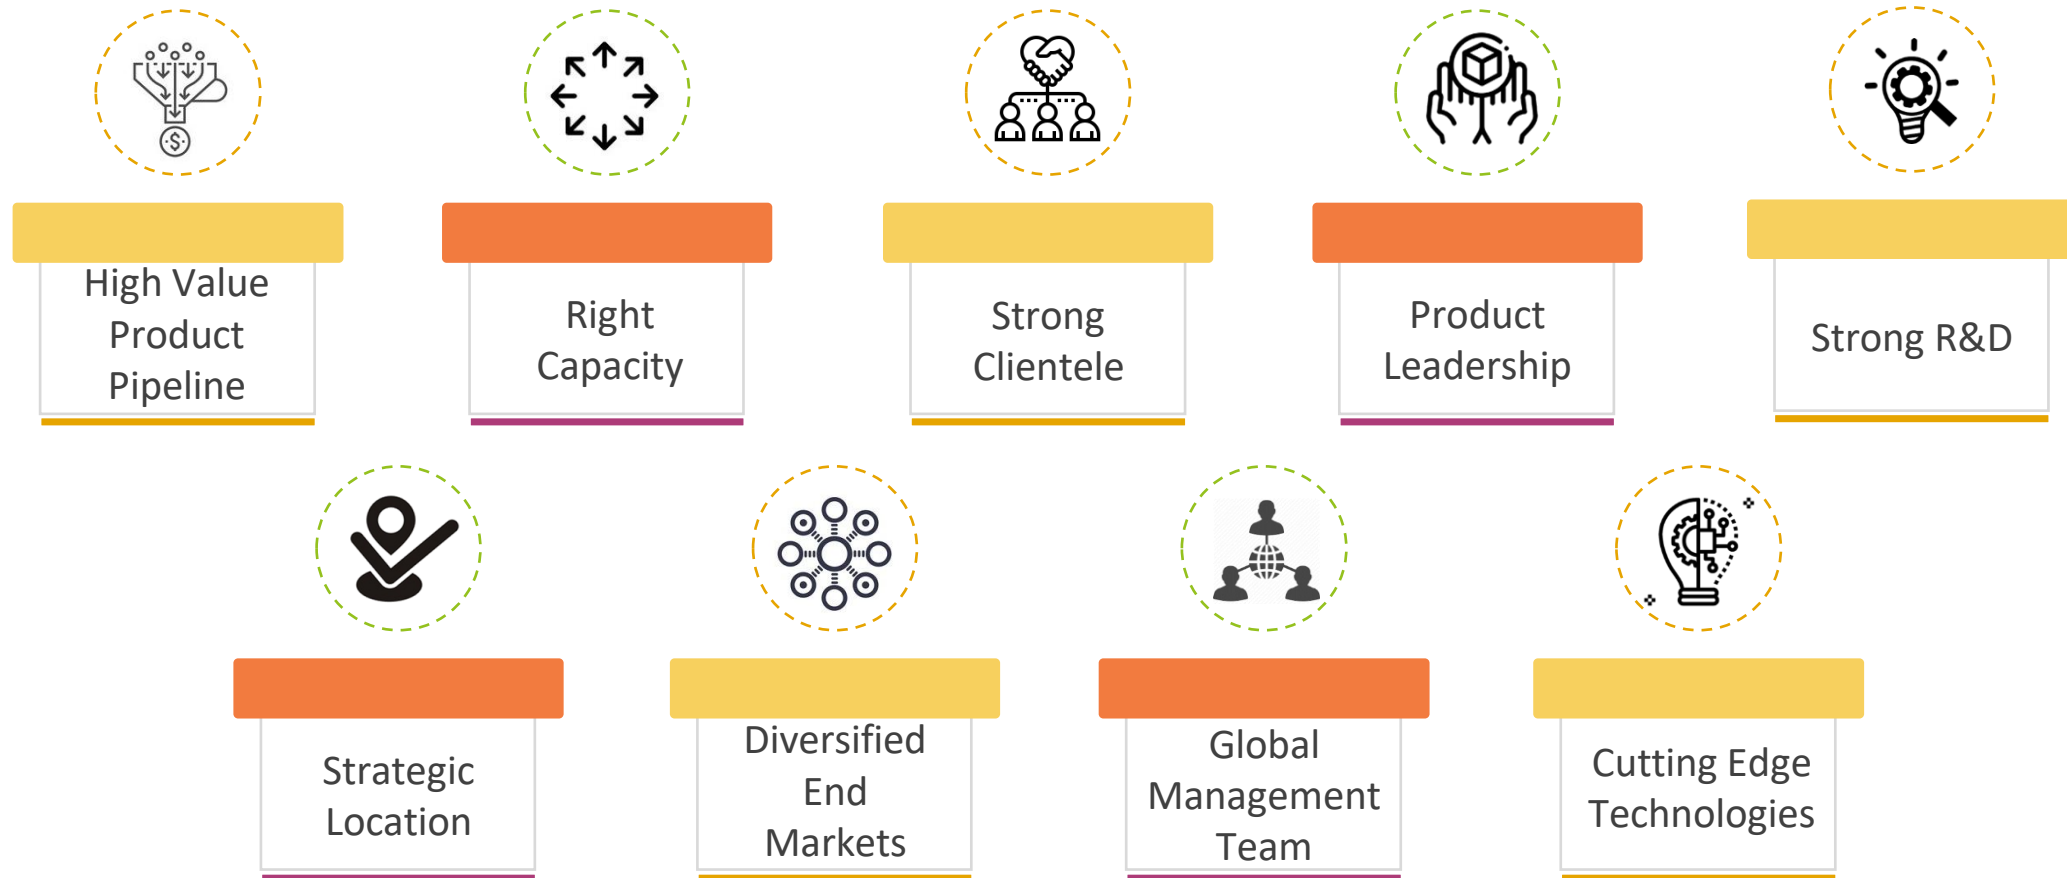 High Value
Product
Pipeline
Right
Capacity
Strong
Clientele
Product
Leadership
Strong R&D
Strategic
Location
Diversified
End
Markets
Global
Management
Team
Cutting Edge
Technologies